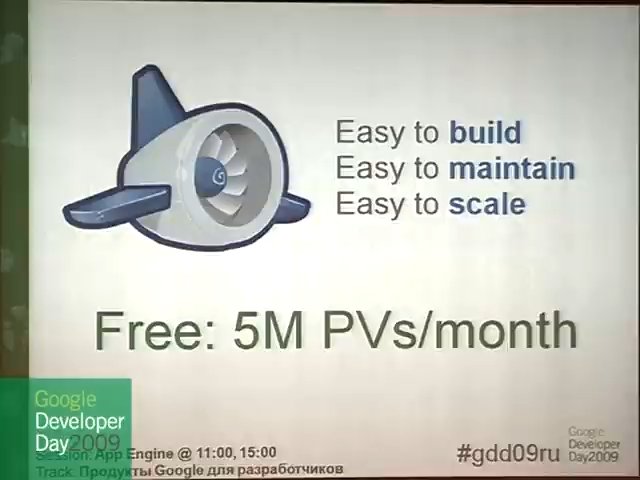 Easy to build
Easy to maintain
Easy to scale
Free: 5M PVs/month
Google
Developer
Day2009
Session: App Engine @ 11:00, 15:00
Track: Продукты Google для разработчиков
#gdd09ru
Google
Developer
Day2009